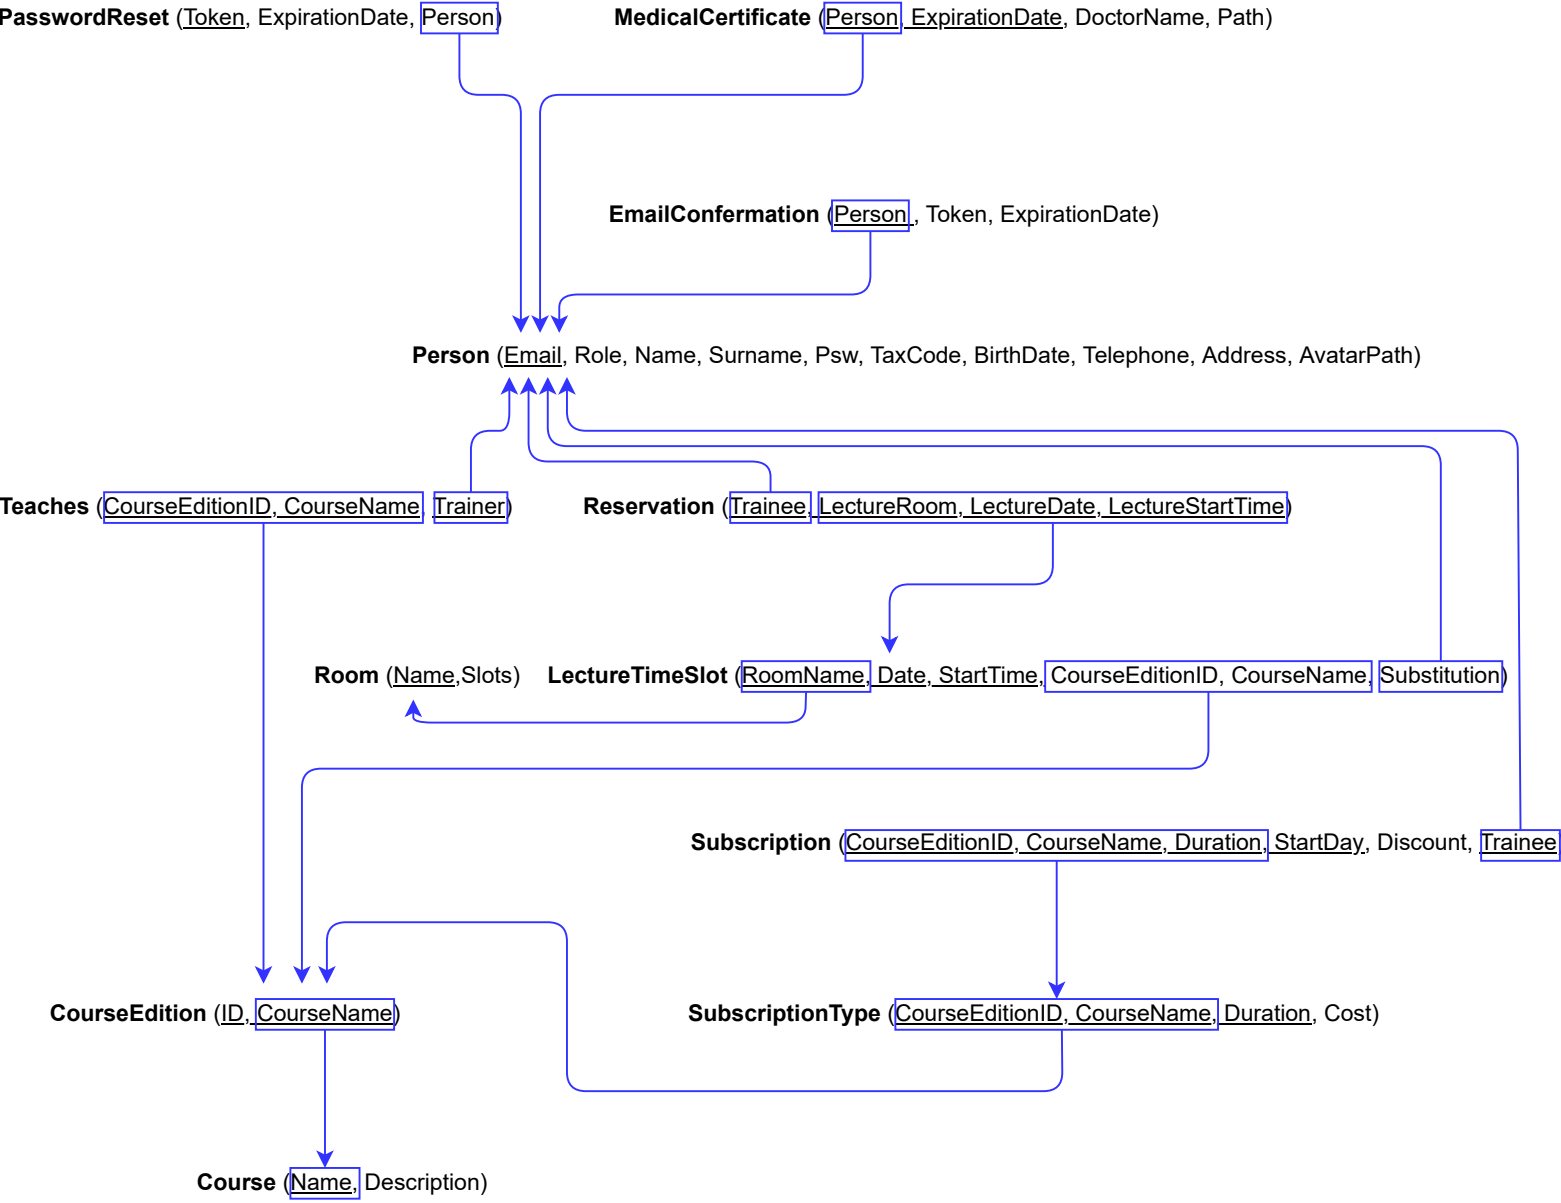 PasswordReset (Token, ExpirationDate, Person)
MedicalCertificate (Person, ExpirationDate, DoctorName, Path)
EmailConfermation (Person , Token, ExpirationDate)
Person (Email, Role, Name, Surname, Psw, TaxCode, BirthDate, Telephone, Address, AvatarPath)
Teaches (CourseEditionID, CourseName, Trainer)
Reservation (Trainee, LectureRoom, LectureDate, LectureStartTime)
Room (Name,Slots)
LectureTimeSlot (RoomName, Date, StartTime, CourseEditionID, CourseName, Substitution)
Subscription (CourseEditionID, CourseName, Duration, StartDay, Discount, Trainee
CourseEdition (ID, CourseName)
SubscriptionType (CourseEditionID, CourseName, Duration, Cost)
Course (Name, Description)